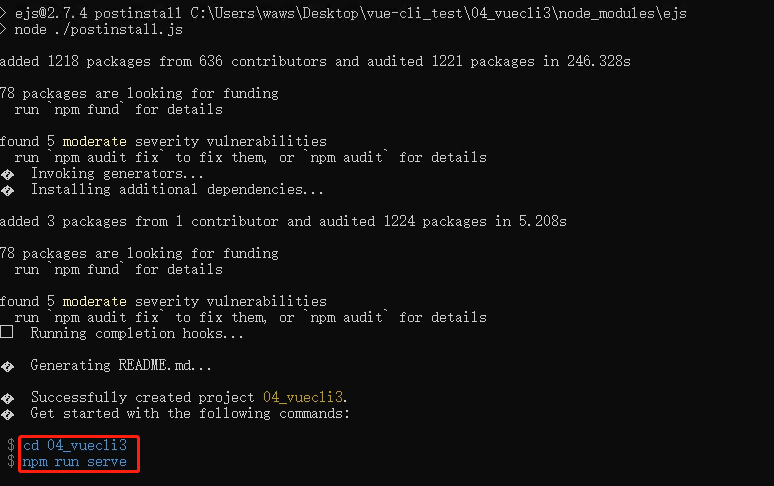 > ejs@2.7.4 postinstall C:\Users\waws\Desktop\vue-cli_test\04_vuecli3\node_modules\ejs
> node ./postinstall.js
added 1218 packages from 636 contributors and audited 1221 packages in 246.328s
78 packages are looking for funding
run `npm fund` for details
found 5 moderate severity vulnerabilities
run `npm audit fix` to fix them, or `npm audit` for details
� Invoking generators...
� Installing additional dependencies...
added 3 packages from 1 contributor and audited 1224 packages in 5.208s
78 packages are looking for funding
run `npm fund` for details
found 5 moderate severity vulnerabilities
run `npm audit fix` to fix them, or `npm audit` for details
□ Running completion hooks...
� Generating README.md...
� Successfully created project 04_vuecli3.
� Get started with the following commands:
$ cd 04_vuecli3
$ npm run serve